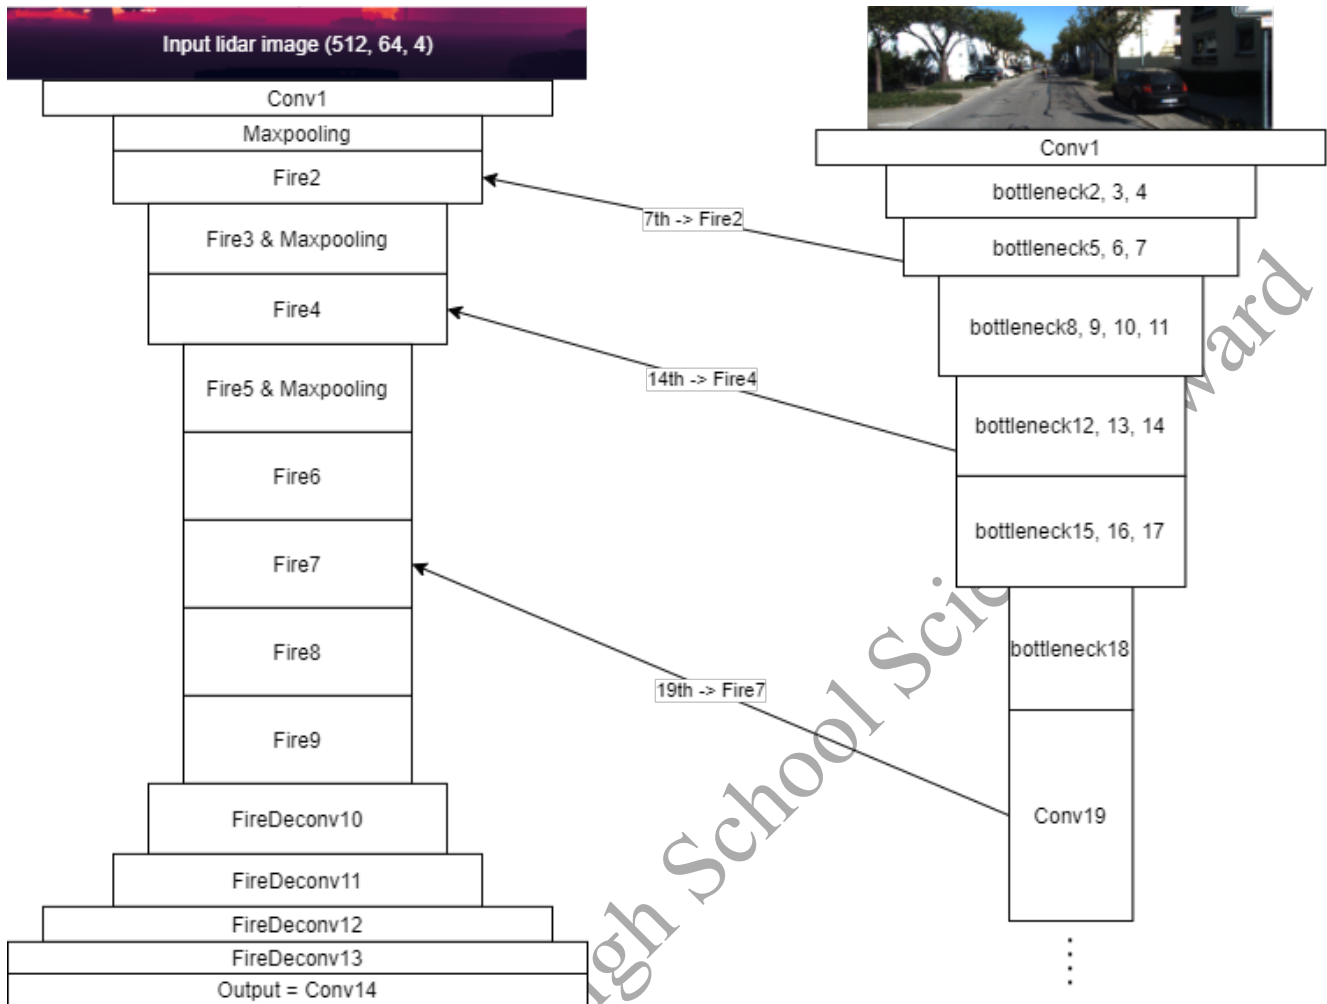 Input lidar image (512, 64, 4)
Conv1
Maxpooling
Fire2
Fire3 & Maxpooling
Fire4
Fire5 & Maxpooling
Fire6
Fire7
Fire8
Fire9
FireDeconv10
FireDeconv11
FireDeconv12
FireDeconv13
Output = Conv14
7th -> Fire2
14th -> Fire4
19th -> Fire7
Conv1
bottleneck2, 3, 4
bottleneck5, 6, 7
bottleneck8, 9, 10, 11
bottleneck12, 13, 14
bottleneck15, 16, 17
bottleneck18
Conv19
igh School Scie
ward